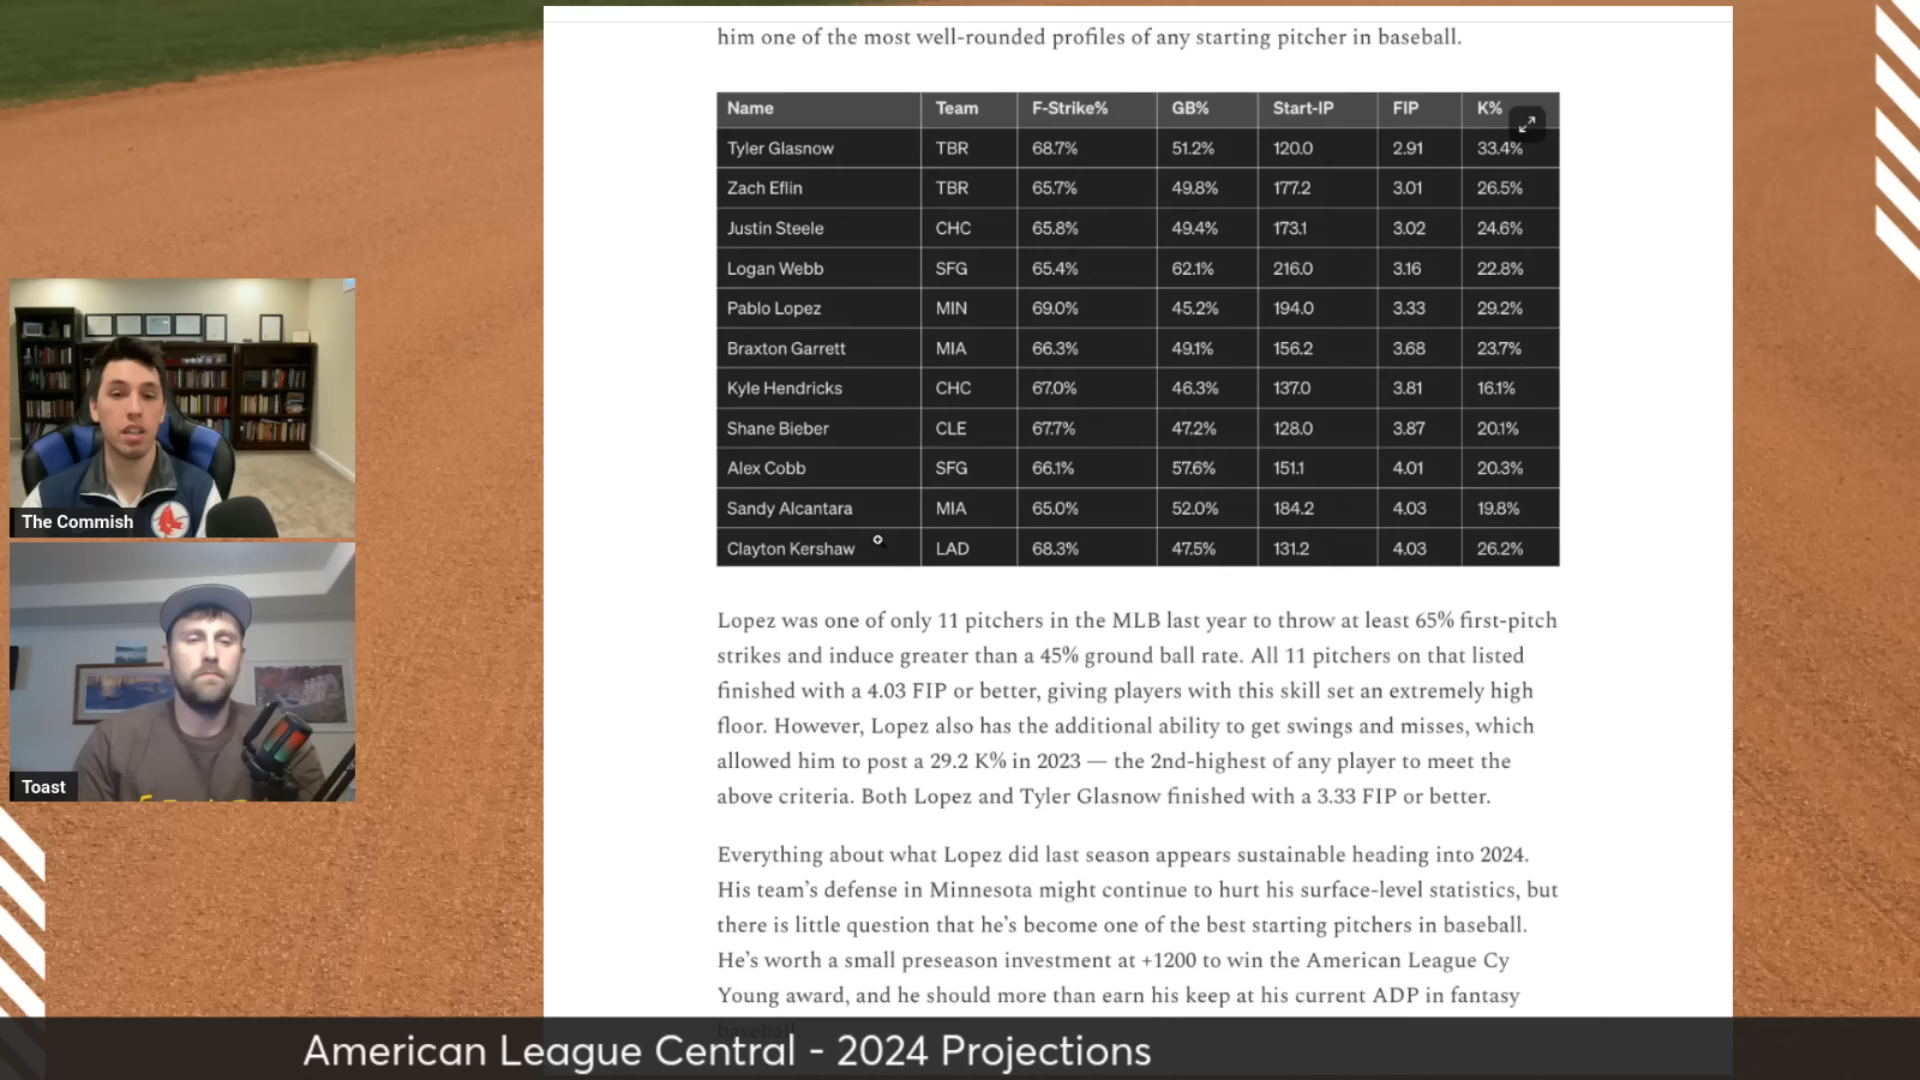 him one of the most well-rounded profiles of any starting pitcher in baseball.
Name Team F-Strike% GB% Start-IP FIP K%
Tyler Glasnow TBR 68.7% 51.2% 120.0 2.91 33.4%
Zach Eflin TBR 65.7% 49.8% 177.2 3.01 26.5%
Justin Steele CHC 65.8% 49.4% 173.1 3.02 24.6%
Logan Webb SFG 65.4% 62.1% 216.0 3.16 22.8%
Pablo Lopez MIN 69.0% 45.2% 194.0 3.33 29.2%
Braxton Garrett MIA 66.3% 49.1% 156.2 3.68 23.7%
Kyle Hendricks CHC 67.0% 46.3% 137.0 3.81 16.1%
Shane Bieber CLE 67.7% 47.2% 128.0 3.87 20.1%
Alex Cobb SFG 66.1% 57.6% 151.1 4.01 20.3%
Sandy Alcantara MIA 65.0% 52.0% 184.2 4.03 19.8%
Clayton Kershaw LAD 68.3% 47.5% 131.2 4.03 26.2%
Lopez was one of only 11 pitchers in the MLB last year to throw at least 65% first-pitch
strikes and induce greater than a 45% ground ball rate. All 11 pitchers on that listed
finished with a 4.03 FIP or better, giving players with this skill set an extremely high
floor. However, Lopez also has the additional ability to get swings and misses, which
allowed him to post a 29.2 K% in 2023 — the 2nd-highest of any player to meet the
above criteria. Both Lopez and Tyler Glasnow finished with a 3.33 FIP or better.
Everything about what Lopez did last season appears sustainable heading into 2024.
His team's defense in Minnesota might continue to hurt his surface-level statistics, but
there is little question that he's become one of the best starting pitchers in baseball.
He's worth a small preseason investment at +1200 to win the American League Cy
Young award, and he should more than earn his keep at his current ADP in fantasy
baseball.
The Commish
Toast
American League Central - 2024 Projections